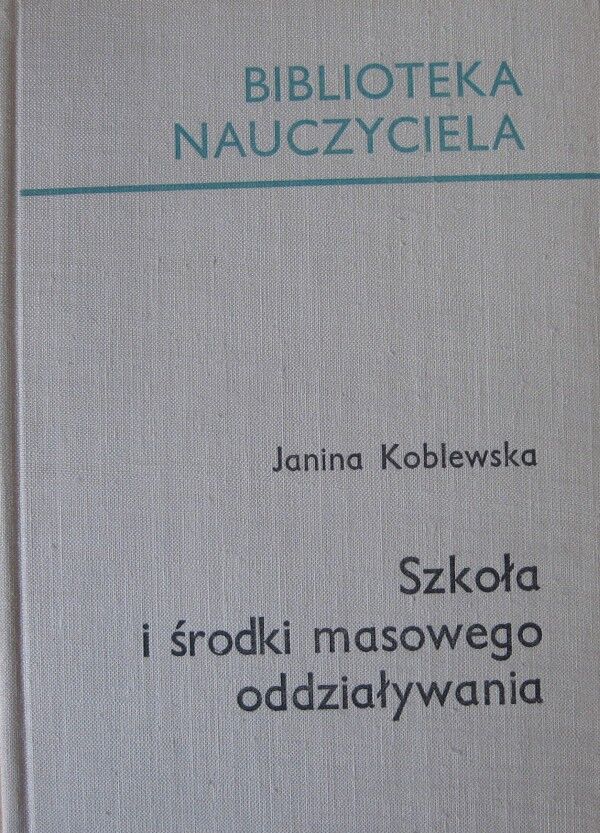 BIBLIOTEKA
NAUCZYCIELA
Janina Koblewska
Szkoła
i środki masowego
oddziaływania